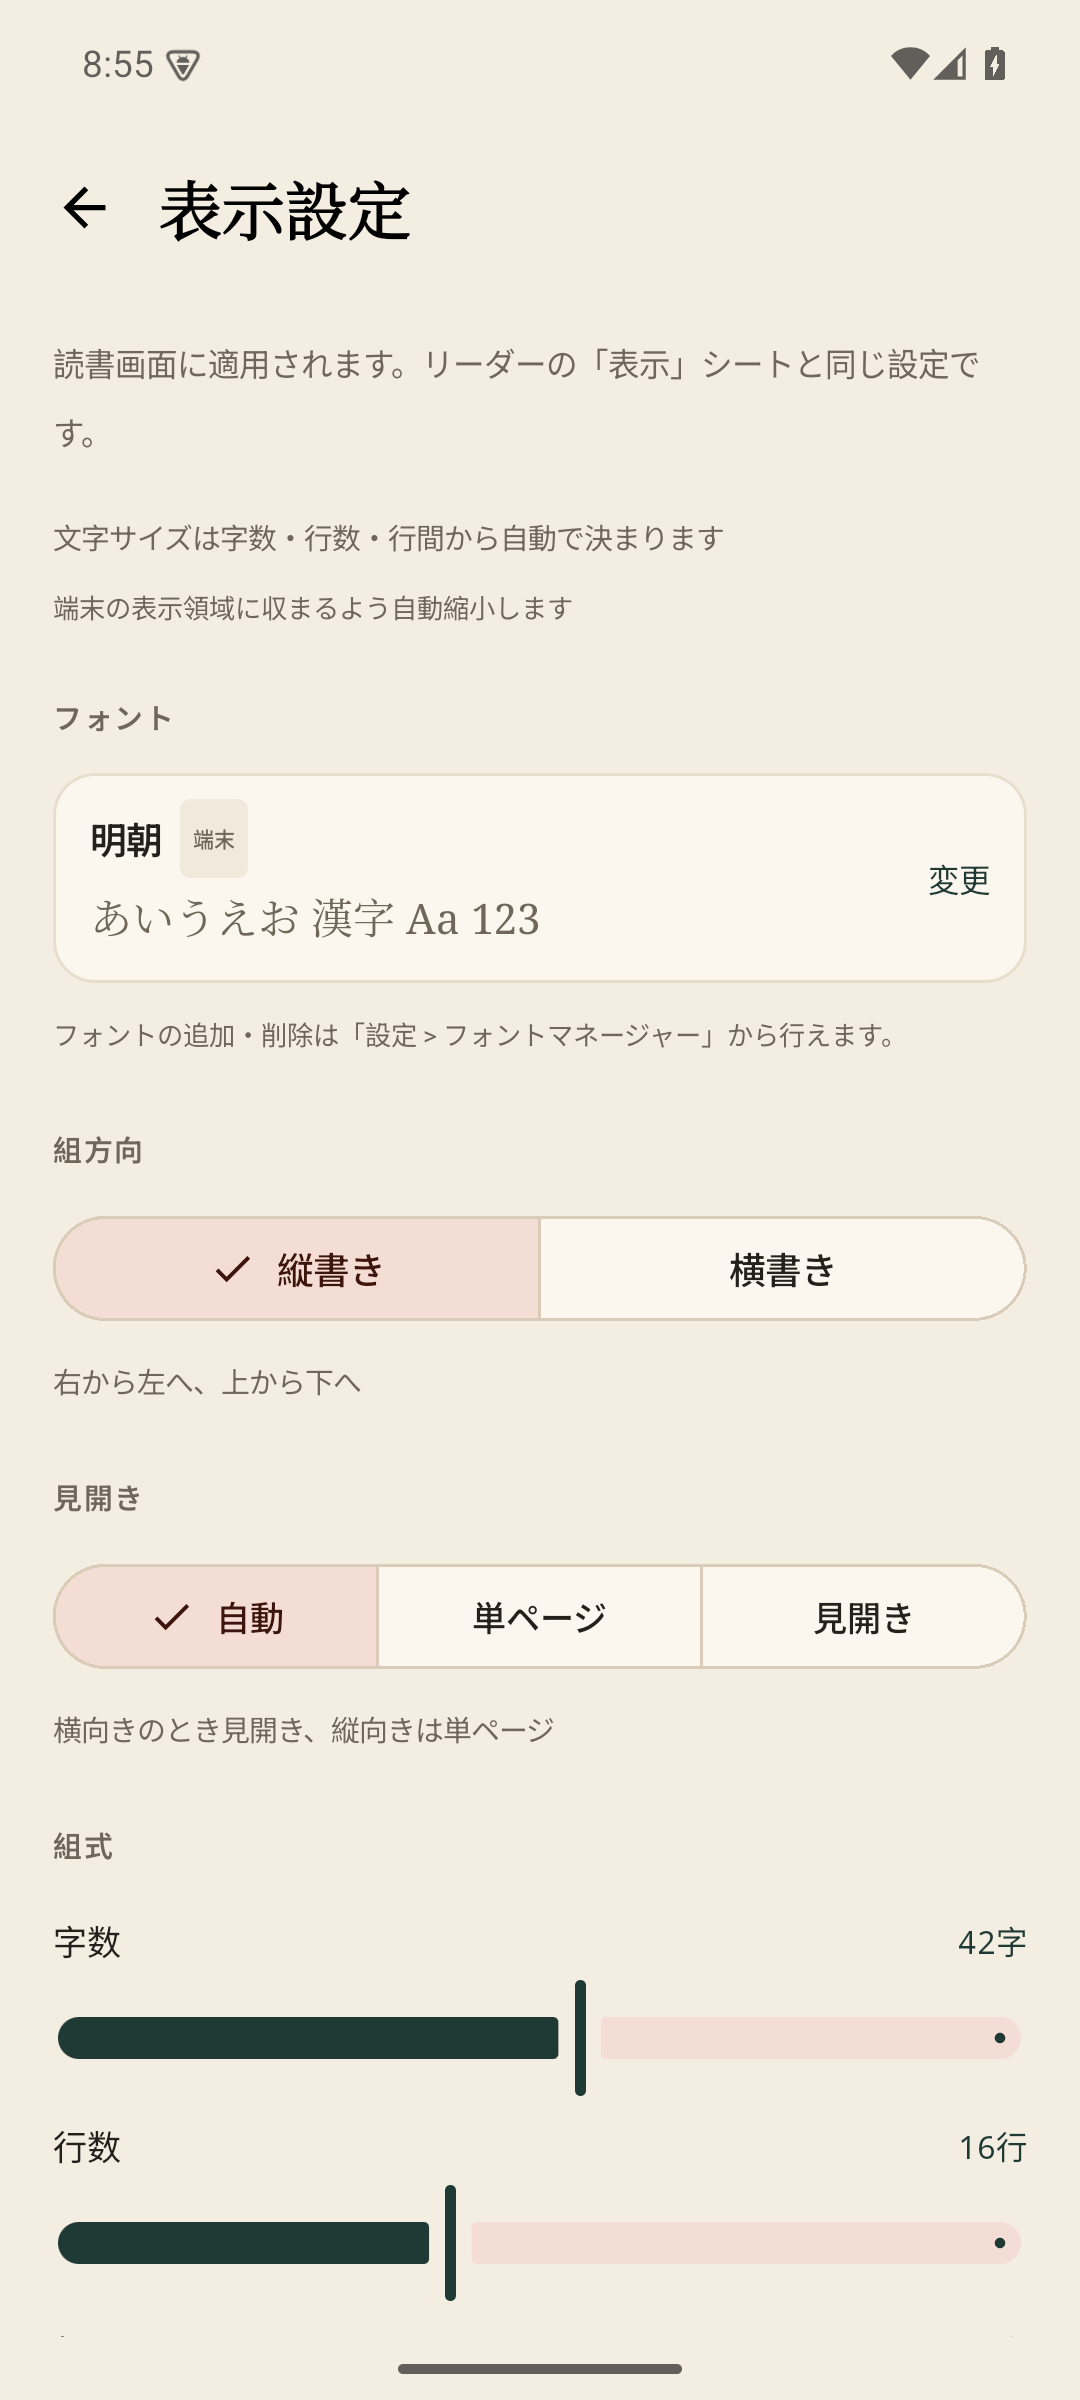 8:55
表示設定
読書画面に適用されます。リーダーの「表示」シートと同じ設定で
す。
文字サイズは字数・行数・行間から自動で決まります
端末の表示領域に収まるよう自動縮小します
フォント
明朝 端末
あいうえお 漢字 Aa 123
変更
フォントの追加・削除は「設定 > フォントマネージャー」から行えます。
組方向
縦書き 横書き
右から左へ、上から下へ
見開き
自動 単ページ 見開き
横向きのとき見開き、縦向きは単ページ
組式
字数 42字
行数 16行